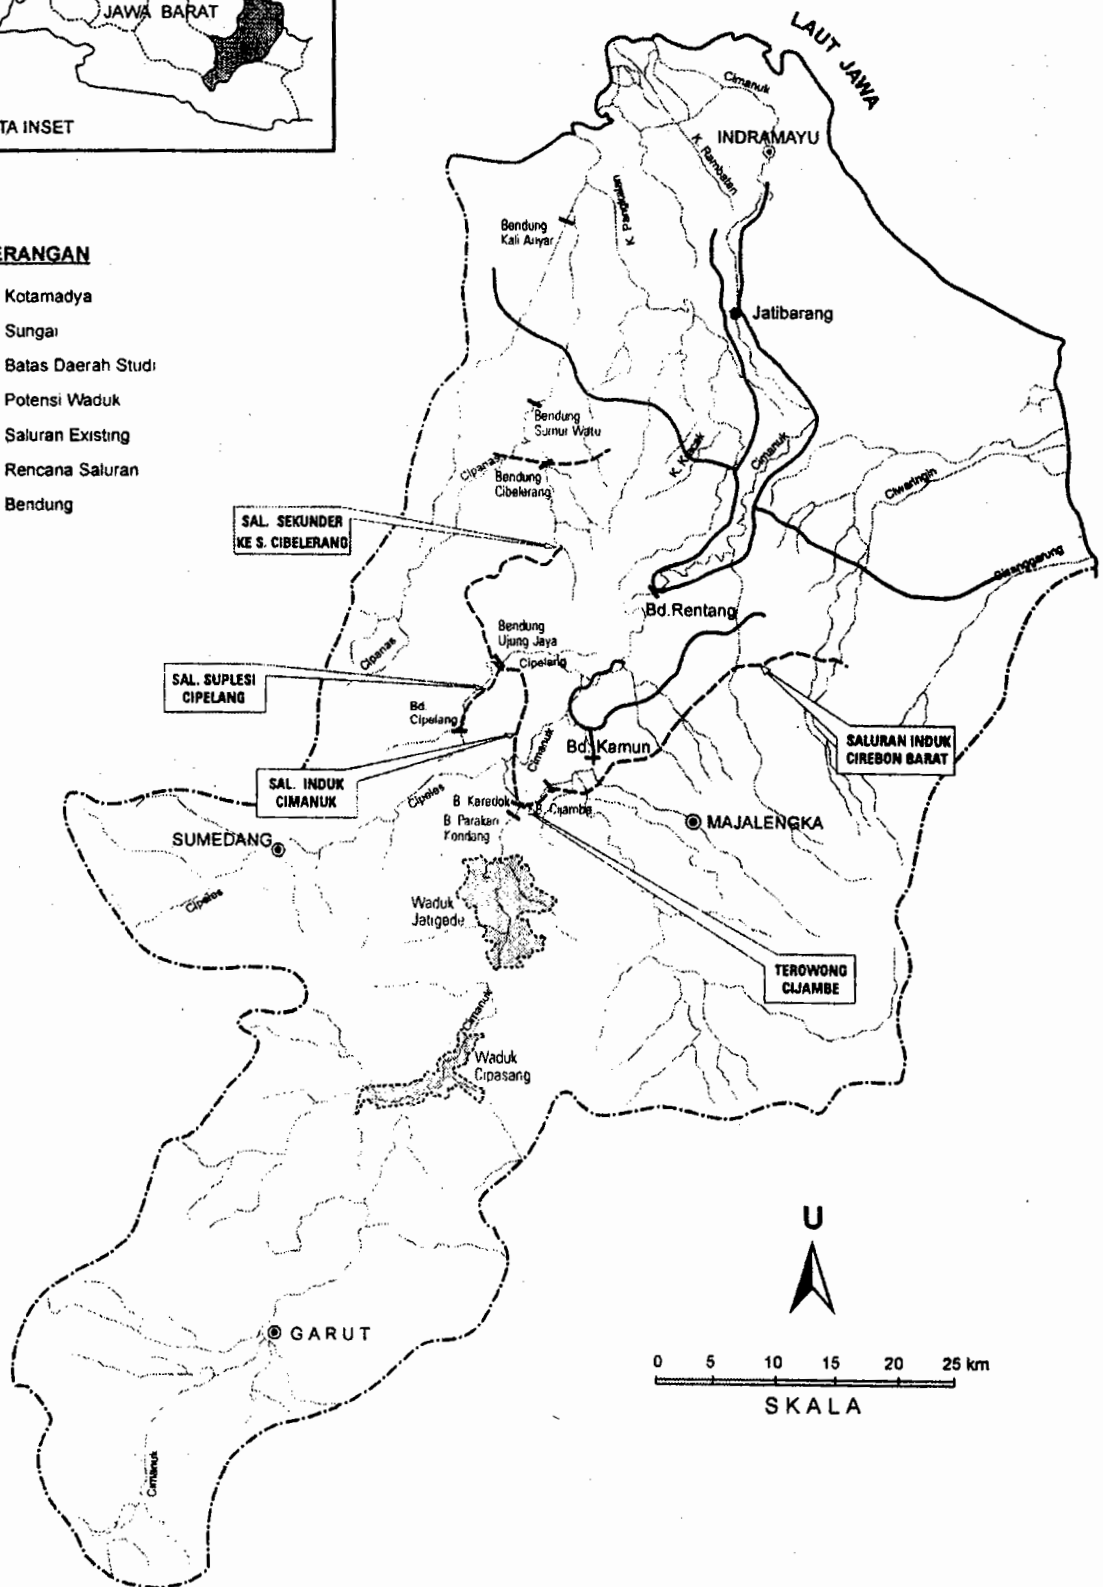 JAWA BARAT
TA INSET
LAUT JAWA
Cimanuk
INDRAMAYU
K. Rambatan
K. Pangkalan
Bendung
Kali Anyar
ERANGAN
Kotamadya
Sungai
Batas Daerah Studi
Potensi Waduk
Saluran Existing
Rencana Saluran
Bendung
Jatibarang
Bendung
Sumur Watu
Cipanas
Bendung
Cibelerang
Cimanuk
Ciwaringin
SAL. SEKUNDER
KE S. CIBELERANG
Cisanggarung
Bd.Rentang
Bendung
Ujung Jaya
Cipelang
Cipanas
SAL. SUPLESI
CIPELANG
Bd.
Cipelang
Cimanuk
Bd. Kamun
SALURAN INDUK
CIREBON BARAT
SAL. INDUK
CIMANUK
Cipeles
B Karedok
B. Cijambe
B Parakan
Kondang
MAJALENGKA
SUMEDANG
Cipeles
Waduk
Jatigede
TEROWONG
CIJAMBE
Cimanuk
Waduk
Cipasang
U
GARUT
0 5 10 15 20 25 km
SKALA
Cimanuk